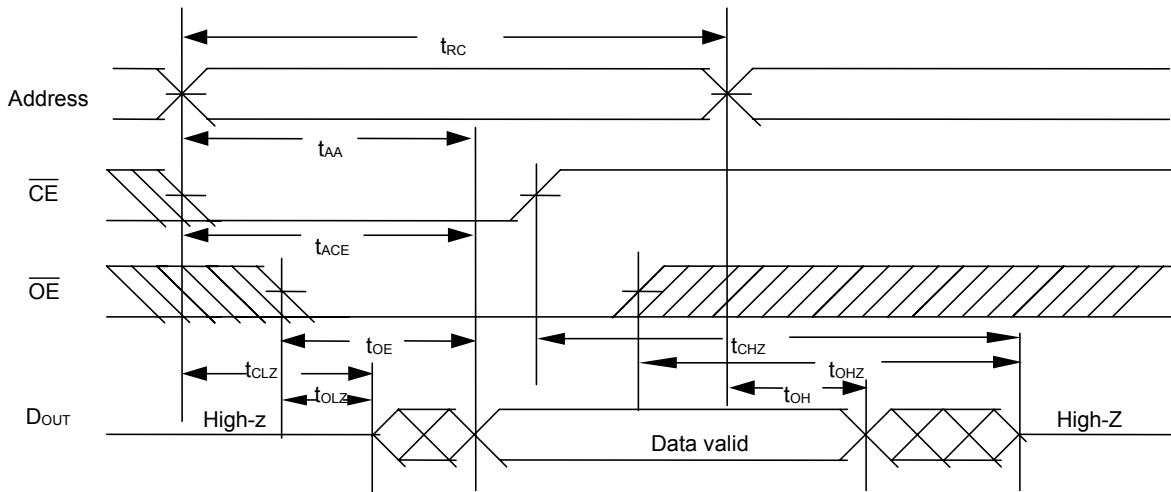 tRC
Address
tAA
CE
tACE
OE
tOE
tCHZ
tCLZ
tOHZ
tOLZ
tOH
DOUT
High-z
Data valid
High-Z